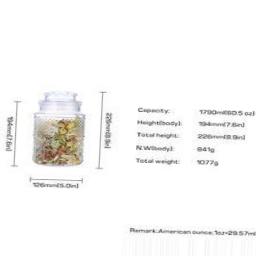 Capacity: 1790ml(60.5 oz)
Height(body): 194mm(7.6in)
Total height: 226mm(8.9in)
N.W(body): 841g
Total weight: 1077g
194mm(7.6in)
226mm(8.9in)
126mm(5.0in)
Remark:American ounce:1oz=29.57ml